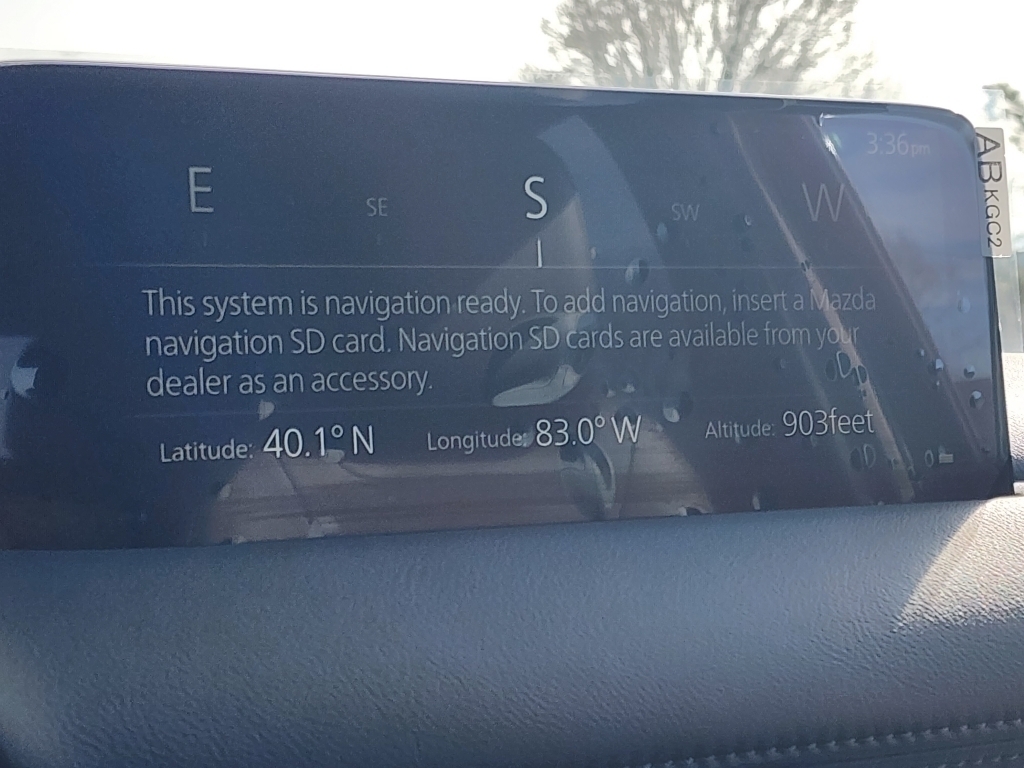 3:36pm
E SE S SW W
This system is navigation ready. To add navigation, insert a Mazda
navigation SD card. Navigation SD cards are available from your
dealer as an accessory.
Latitude: 40.1° N Longitude: 83.0° W Altitude: 903feet
AB KGC2